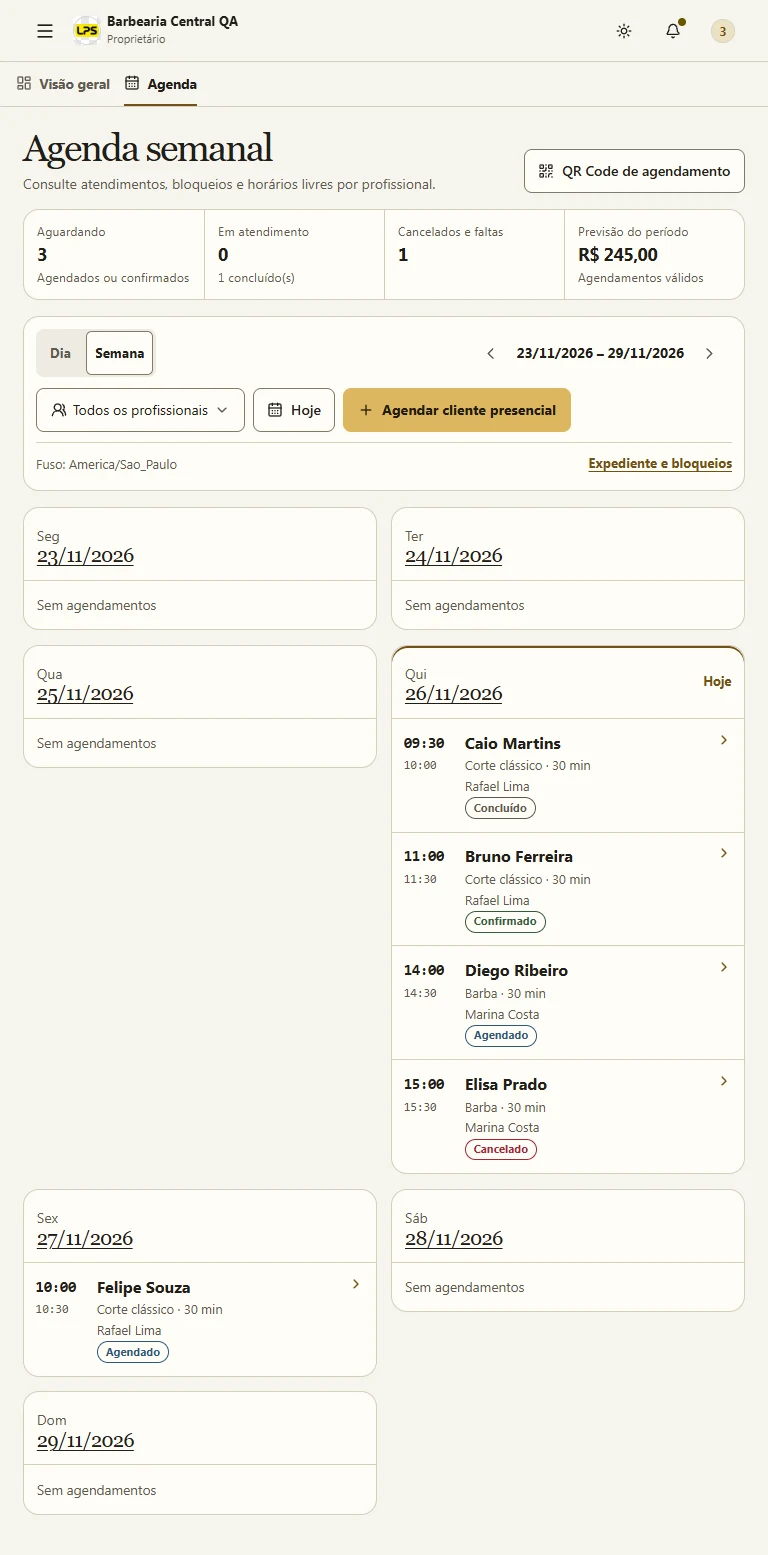 LPS
Barbearia Central QA
Proprietário
3
Visão geral
Agenda
Agenda semanal
Consulte atendimentos, bloqueios e horários livres por profissional.
QR Code de agendamento
Aguardando
3
Agendados ou confirmados
Em atendimento
0
1 concluído(s)
Cancelados e faltas
1
Previsão do período
R$ 245,00
Agendamentos válidos
Dia
Semana
23/11/2026 – 29/11/2026
Todos os profissionais
Hoje
+ Agendar cliente presencial
Fuso: America/Sao_Paulo
Expediente e bloqueios
Seg
23/11/2026
Sem agendamentos
Ter
24/11/2026
Sem agendamentos
Qua
25/11/2026
Sem agendamentos
Qui
26/11/2026
Hoje
09:30 Caio Martins
10:00 Corte clássico · 30 min
Rafael Lima
Concluído
11:00 Bruno Ferreira
11:30 Corte clássico · 30 min
Rafael Lima
Confirmado
14:00 Diego Ribeiro
14:30 Barba · 30 min
Marina Costa
Agendado
15:00 Elisa Prado
15:30 Barba · 30 min
Marina Costa
Cancelado
Sex
27/11/2026
10:00 Felipe Souza
10:30 Corte clássico · 30 min
Rafael Lima
Agendado
Sáb
28/11/2026
Sem agendamentos
Dom
29/11/2026
Sem agendamentos